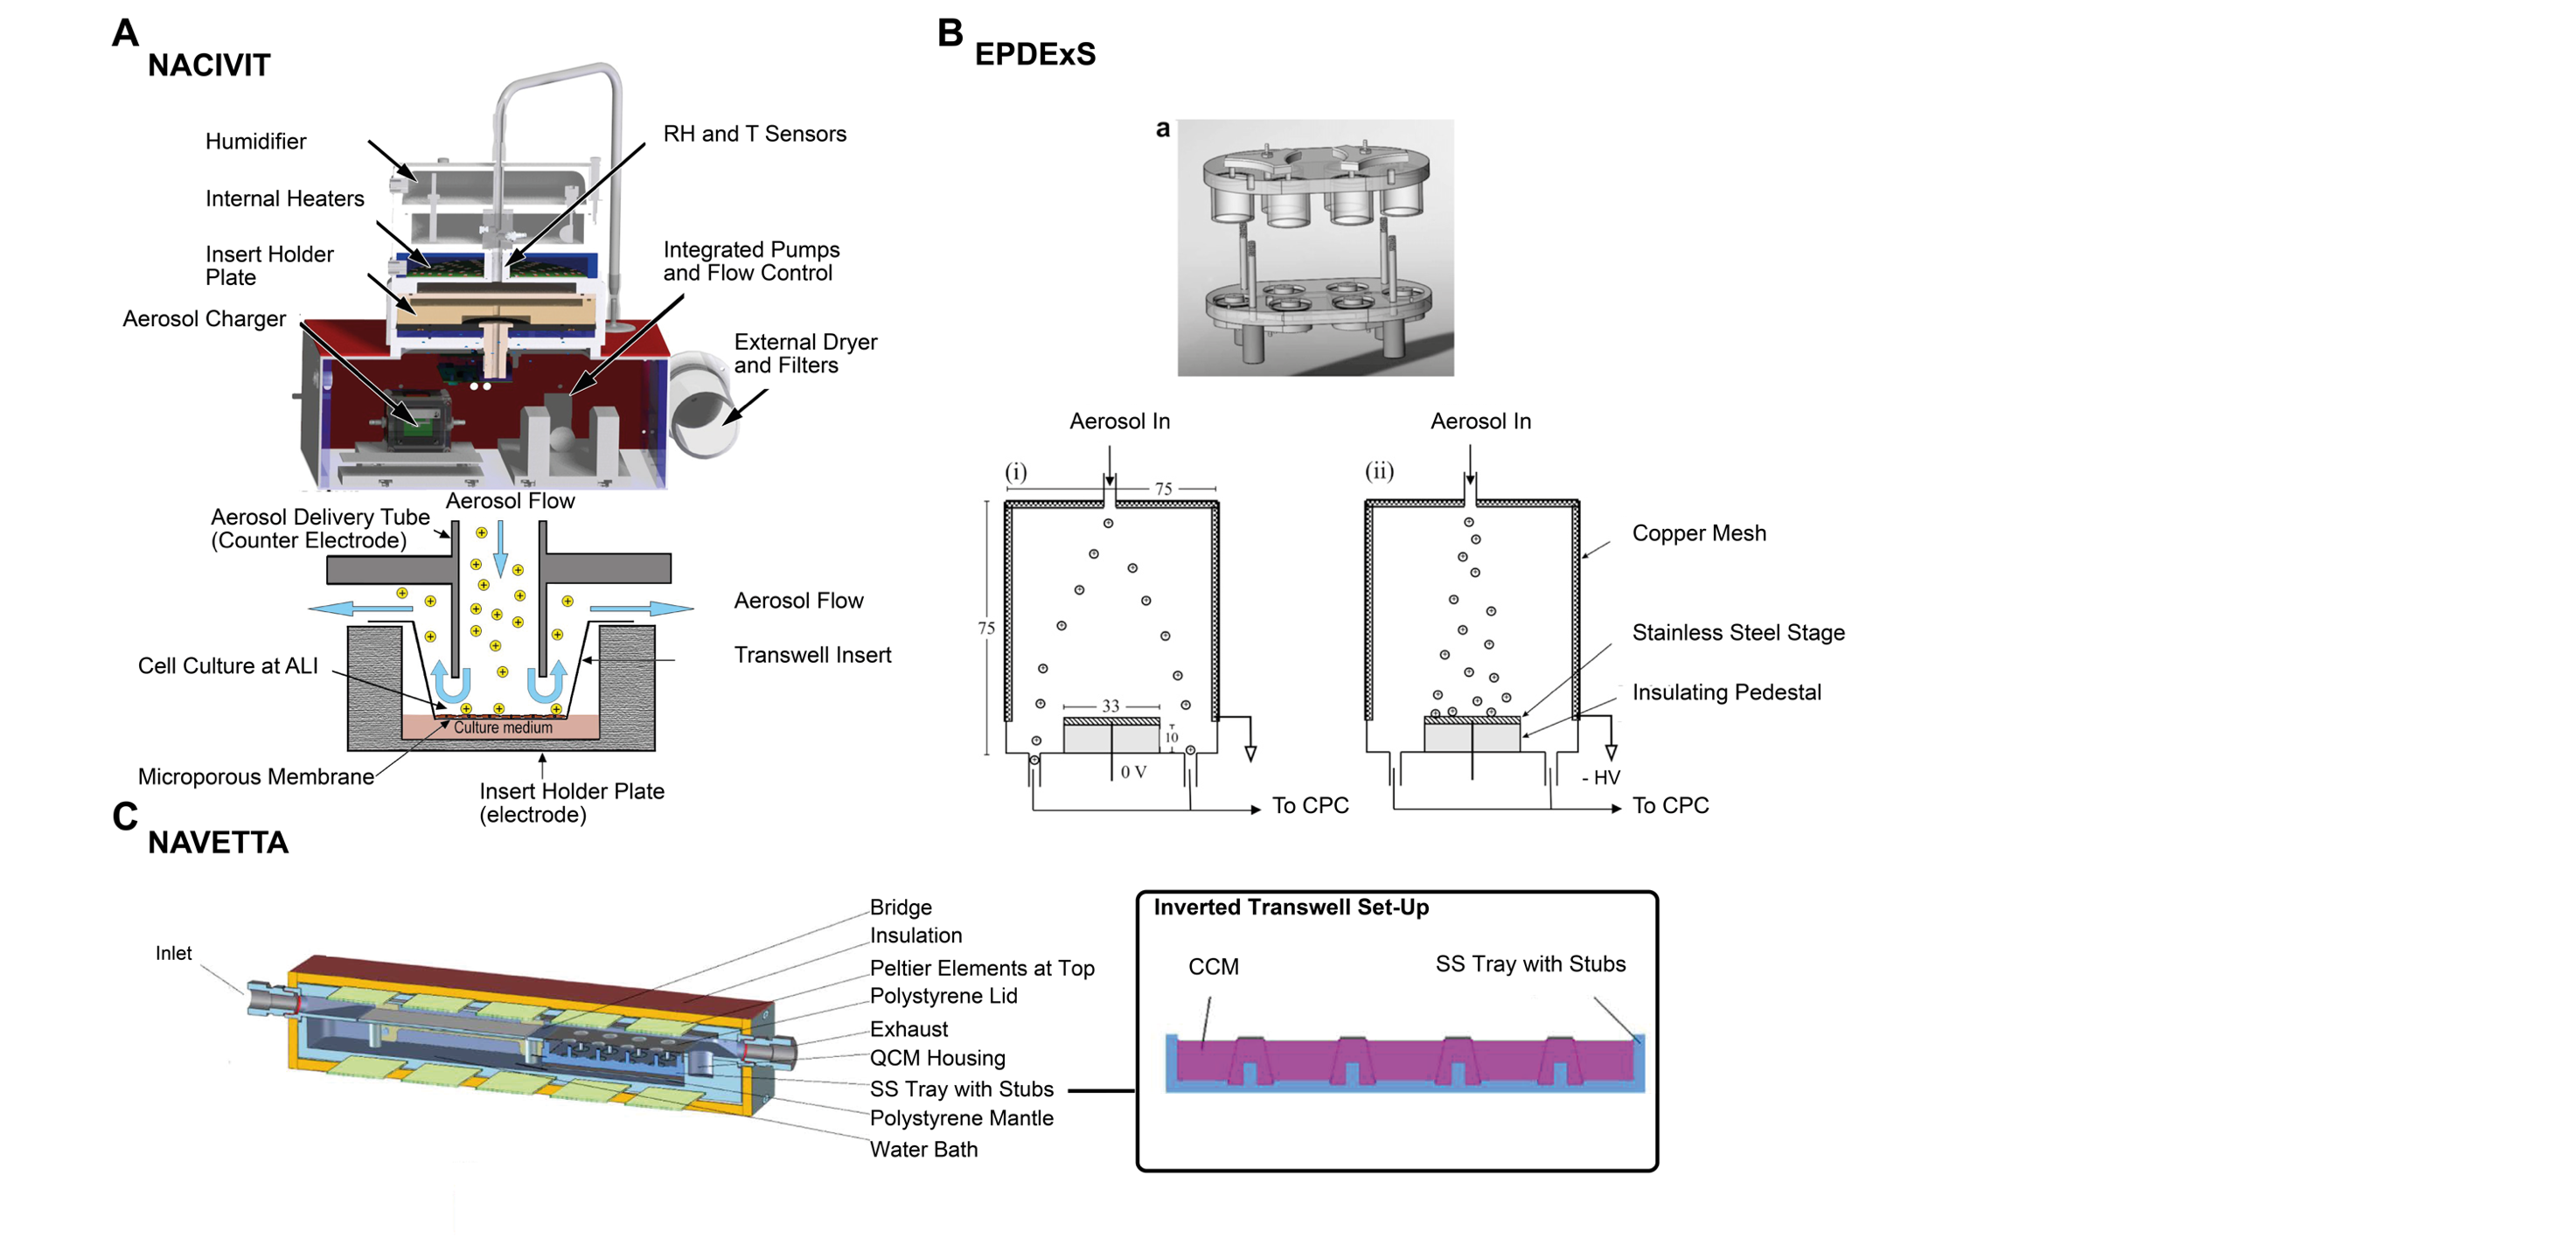 A
NACIVIT
Humidifier
RH and T Sensors
Internal Heaters
Insert Holder
Plate
Integrated Pumps
and Flow Control
Aerosol Charger
External Dryer
and Filters
Aerosol Flow
Aerosol Delivery Tube
(Counter Electrode)
Aerosol Flow
Transwell Insert
Cell Culture at ALI
Culture medium
Microporous Membrane
Insert Holder Plate
(electrode)
B
EPDExS
a
Aerosol In
(i)
75
75
33
10
0 V
To CPC
Aerosol In
(ii)
Copper Mesh
Stainless Steel Stage
Insulating Pedestal
- HV
To CPC
C
NAVETTA
Inlet
Bridge
Insulation
Peltier Elements at Top
Polystyrene Lid
Exhaust
QCM Housing
SS Tray with Stubs
Polystyrene Mantle
Water Bath
Inverted Transwell Set-Up
CCM
SS Tray with Stubs